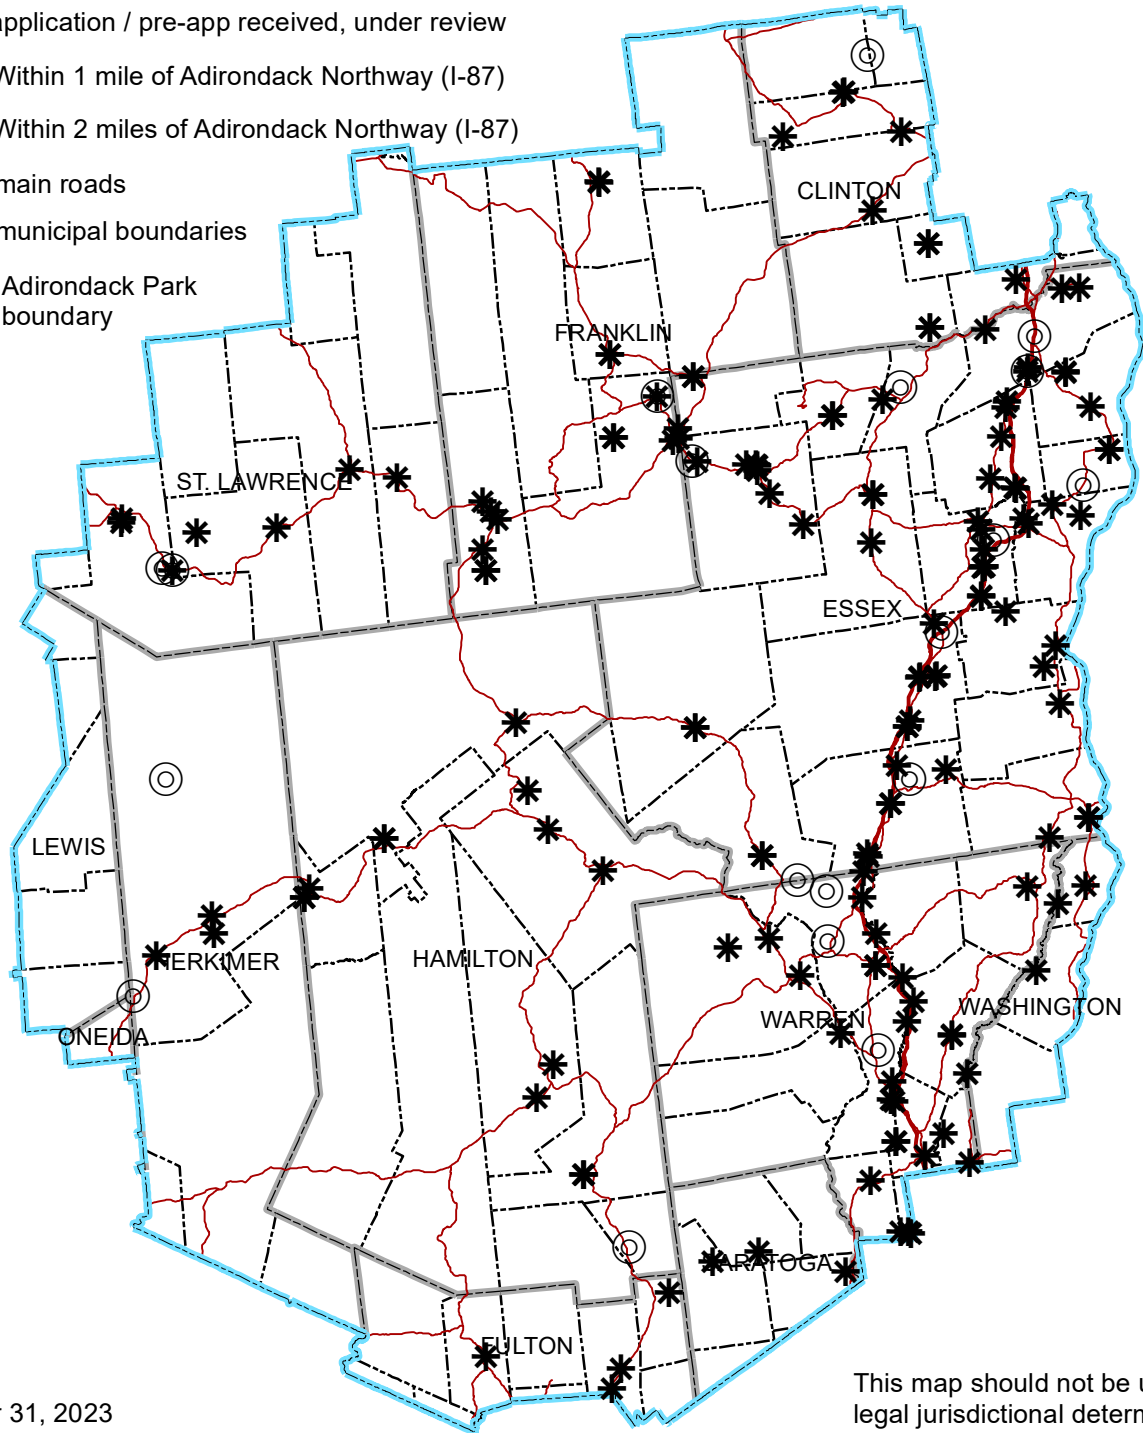 application / pre-app received, under review
Within 1 mile of Adirondack Northway (I-87)
Within 2 miles of Adirondack Northway (I-87)
main roads
municipal boundaries
Adirondack Park
boundary
CLINTON
FRANKLIN
ST. LAWRENCE
ESSEX
LEWIS
HERKIMER
HAMILTON
ONEIDA
WARREN
WASHINGTON
SARATOGA
FULTON
31, 2023
This map should not be
legal jurisdictional